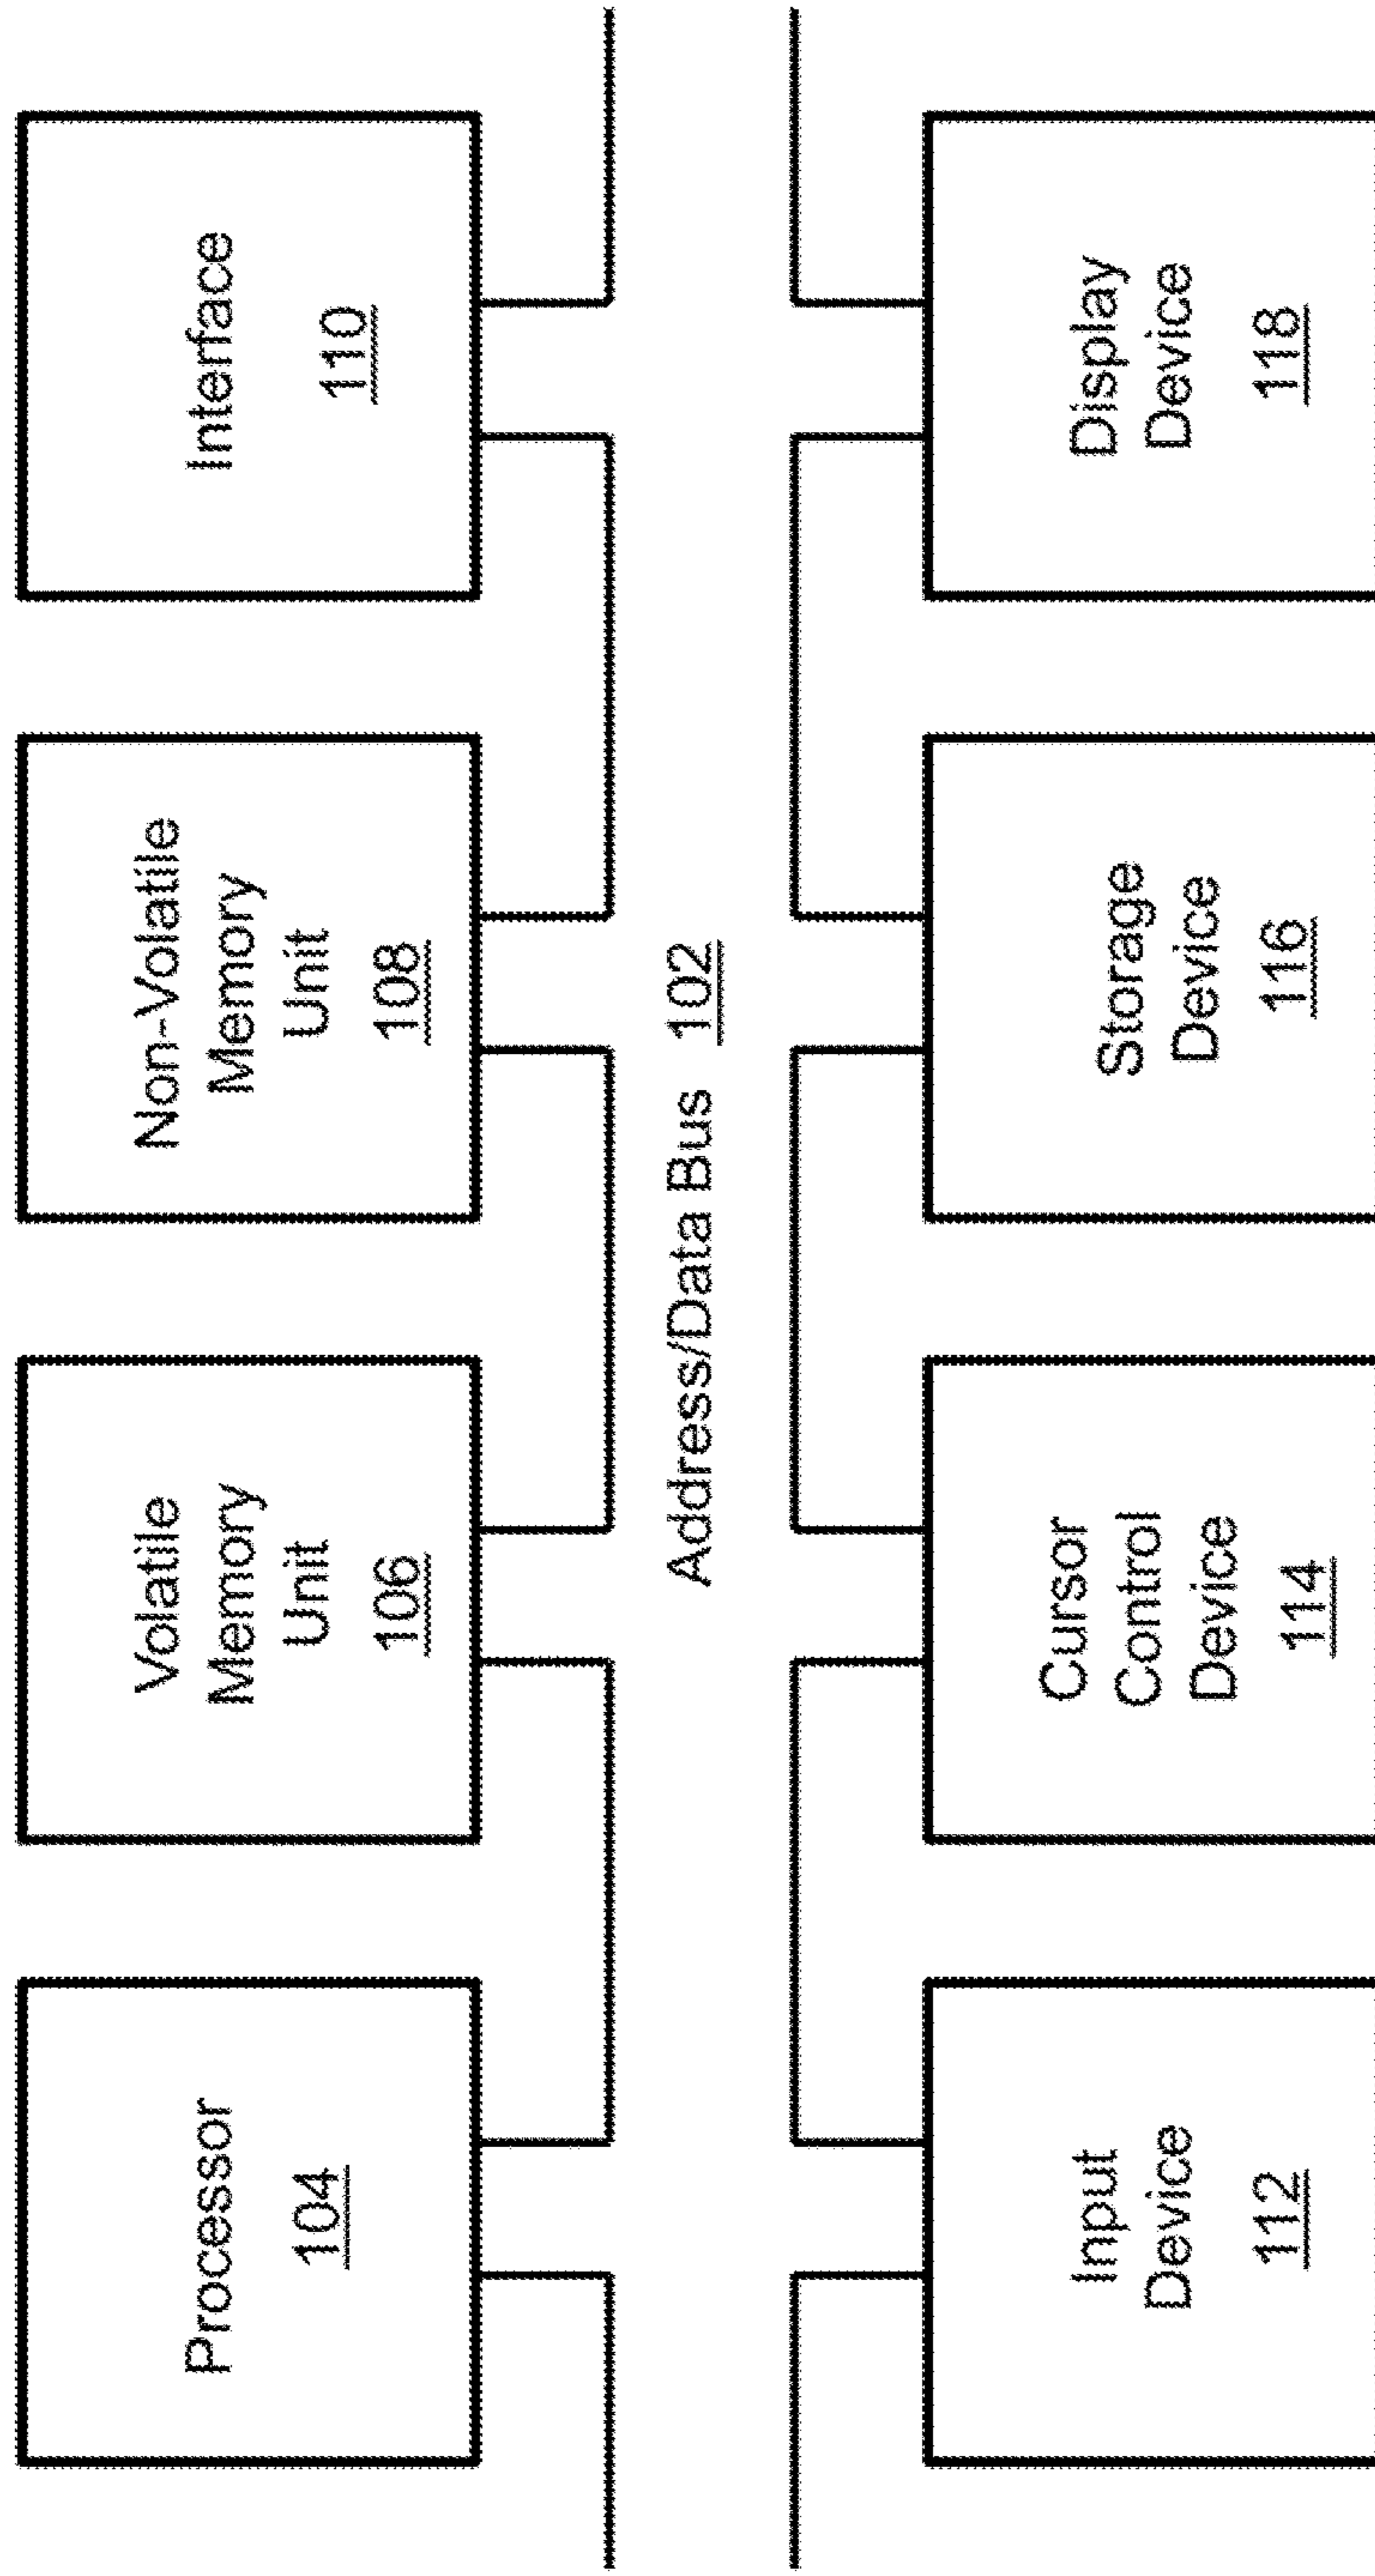 Processor
104
Volatile
Memory
Unit
106
Non-Volatile
Memory
Unit
108
Interface
110
Address/Data Bus 102
Input
Device
112
Cursor
Control
Device
114
Storage
Device
116
Display
Device
118